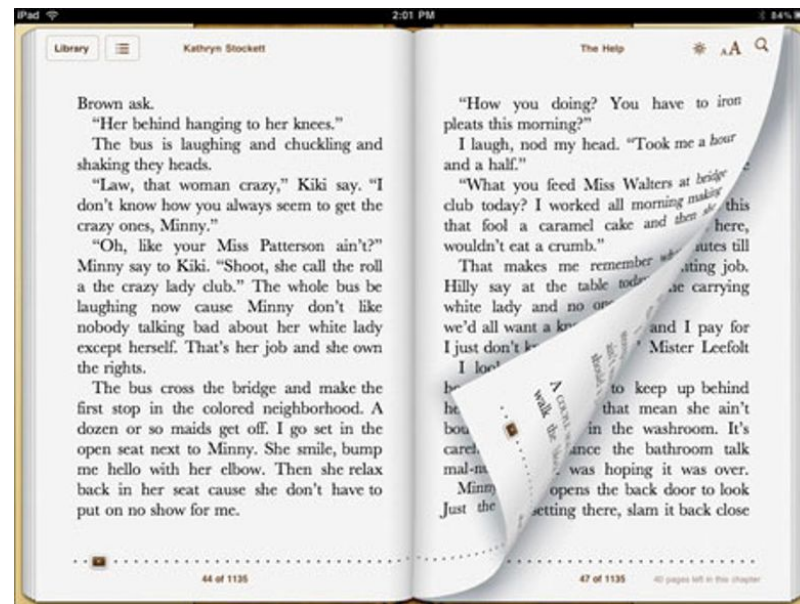 iPad
2:01 PM
84%
Library
Kathryn Stockett
The Help
AA
Brown ask.
“Her behind hanging to her knees.”
The bus is laughing and chuckling and
shaking they heads.
“Law, that woman crazy,” Kiki say. “I
don’t know how you always seem to get the
crazy ones, Minny.”
“Oh, like your Miss Patterson ain’t?”
Minny say to Kiki. “Shoot, she call the roll
a the crazy lady club.” The whole bus be
laughing now cause Minny don’t like
nobody talking bad about her white lady
except herself. That’s her job and she own
the rights.
The bus cross the bridge and make the
first stop in the colored neighborhood. A
dozen or so maids get off. I go set in the
open seat next to Minny. She smile, bump
me hello with her elbow. Then she relax
back in her seat cause she don’t have to
put on no show for me.
“How you doing? You have to iron
pleats this morning?”
I laugh, nod my head. “Took me a hour
and a half.”
“What you feed Miss Walters at bridge
club today? I worked all morning making this
that fool a caramel cake and then she here,
wouldn’t eat a crumb.” till
That makes me remember job.
Hilly say at the table carrying
white lady and no
we’d all want a and I pay for
I just don’t Mister Leefolt
I
to keep up behind
that mean she ain’t
in the washroom. It’s
the bathroom talk
was hoping it was over.
opens the back door to look
Just the setting there, slam it back close
A
walk the
44 of 1135
47 of 1135
40 pages left in this chapter